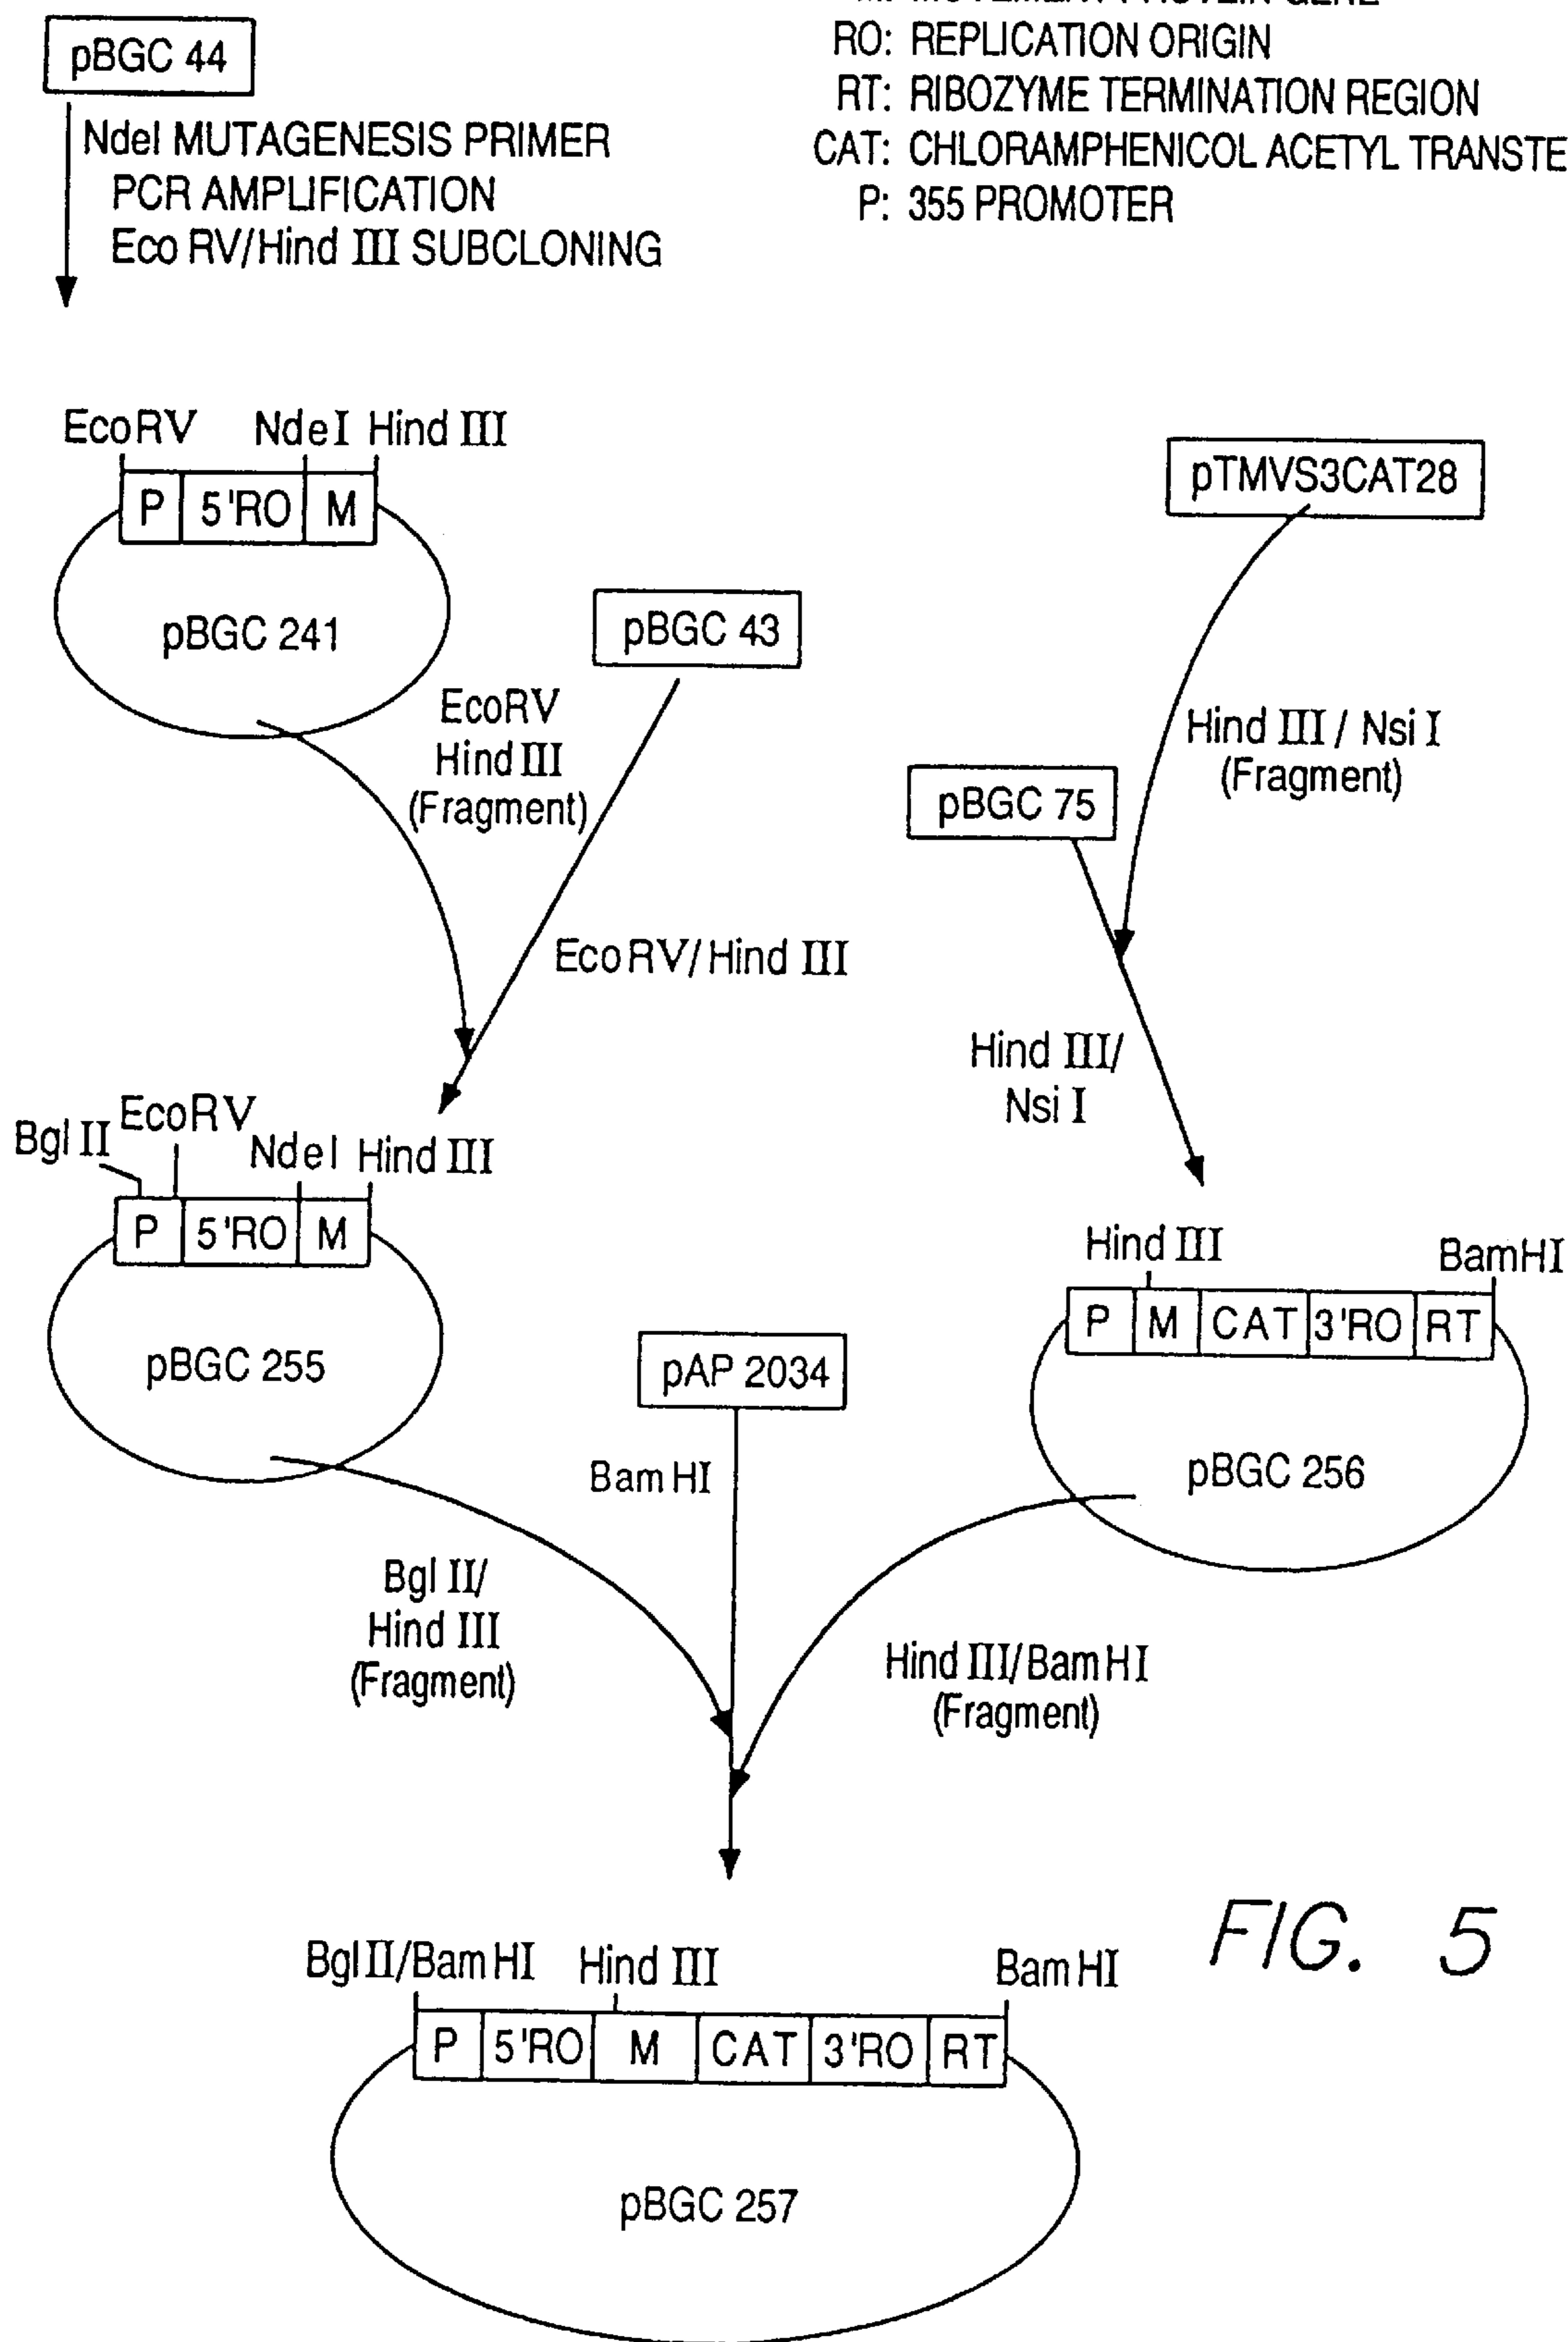 RO: REPLICATION ORIGIN
RT: RIBOZYME TERMINATION REGION
CAT: CHLORAMPHENICOL ACETYL TRANSTE
P: 355 PROMOTER
pBGC 44
NdeI MUTAGENESIS PRIMER
PCR AMPLIFICATION
Eco RV/Hind III SUBCLONING
EcoRV NdeI Hind III
P 5'RO M
pBGC 241
pTMVS3CAT28
pBGC 43
EcoRV
Hind III
(Fragment)
Hind III / Nsi I
(Fragment)
pBGC 75
EcoRV/Hind III
Hind III/
Nsi I
Bgl II EcoRV NdeI Hind III
P 5'RO M
pBGC 255
Hind III BamHI
P M CAT 3'RO RT
pBGC 256
pAP 2034
Bam HI
Bgl II/
Hind III
(Fragment)
Hind III/Bam HI
(Fragment)
FIG. 5
Bgl II/Bam HI Hind III Bam HI
P 5'RO M CAT 3'RO RT
pBGC 257